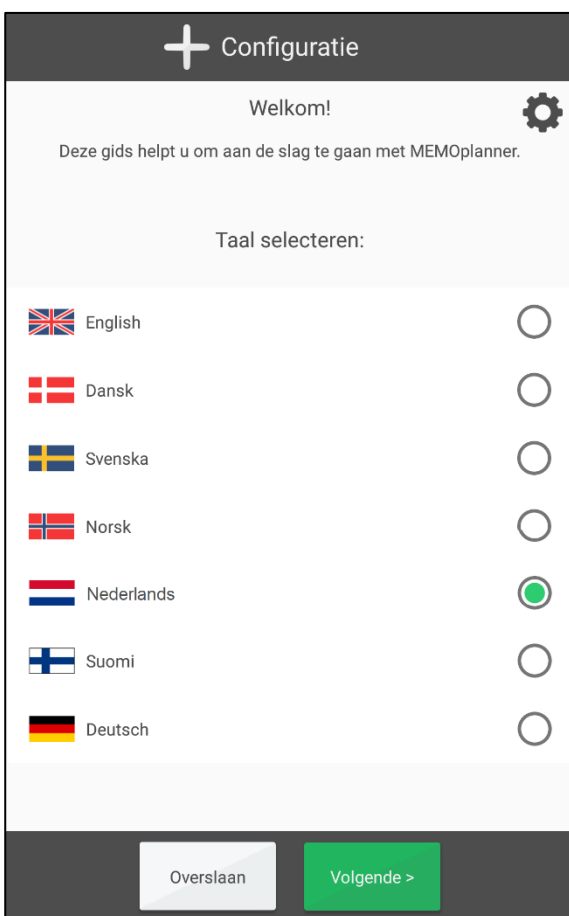 Configuratie
Welkom!
Deze gids helpt u om aan de slag te gaan met MEMOplanner.
Taal selecteren:
English
Dansk
Svenska
Norsk
Nederlands
Suomi
Deutsch
Overslaan
Volgende >